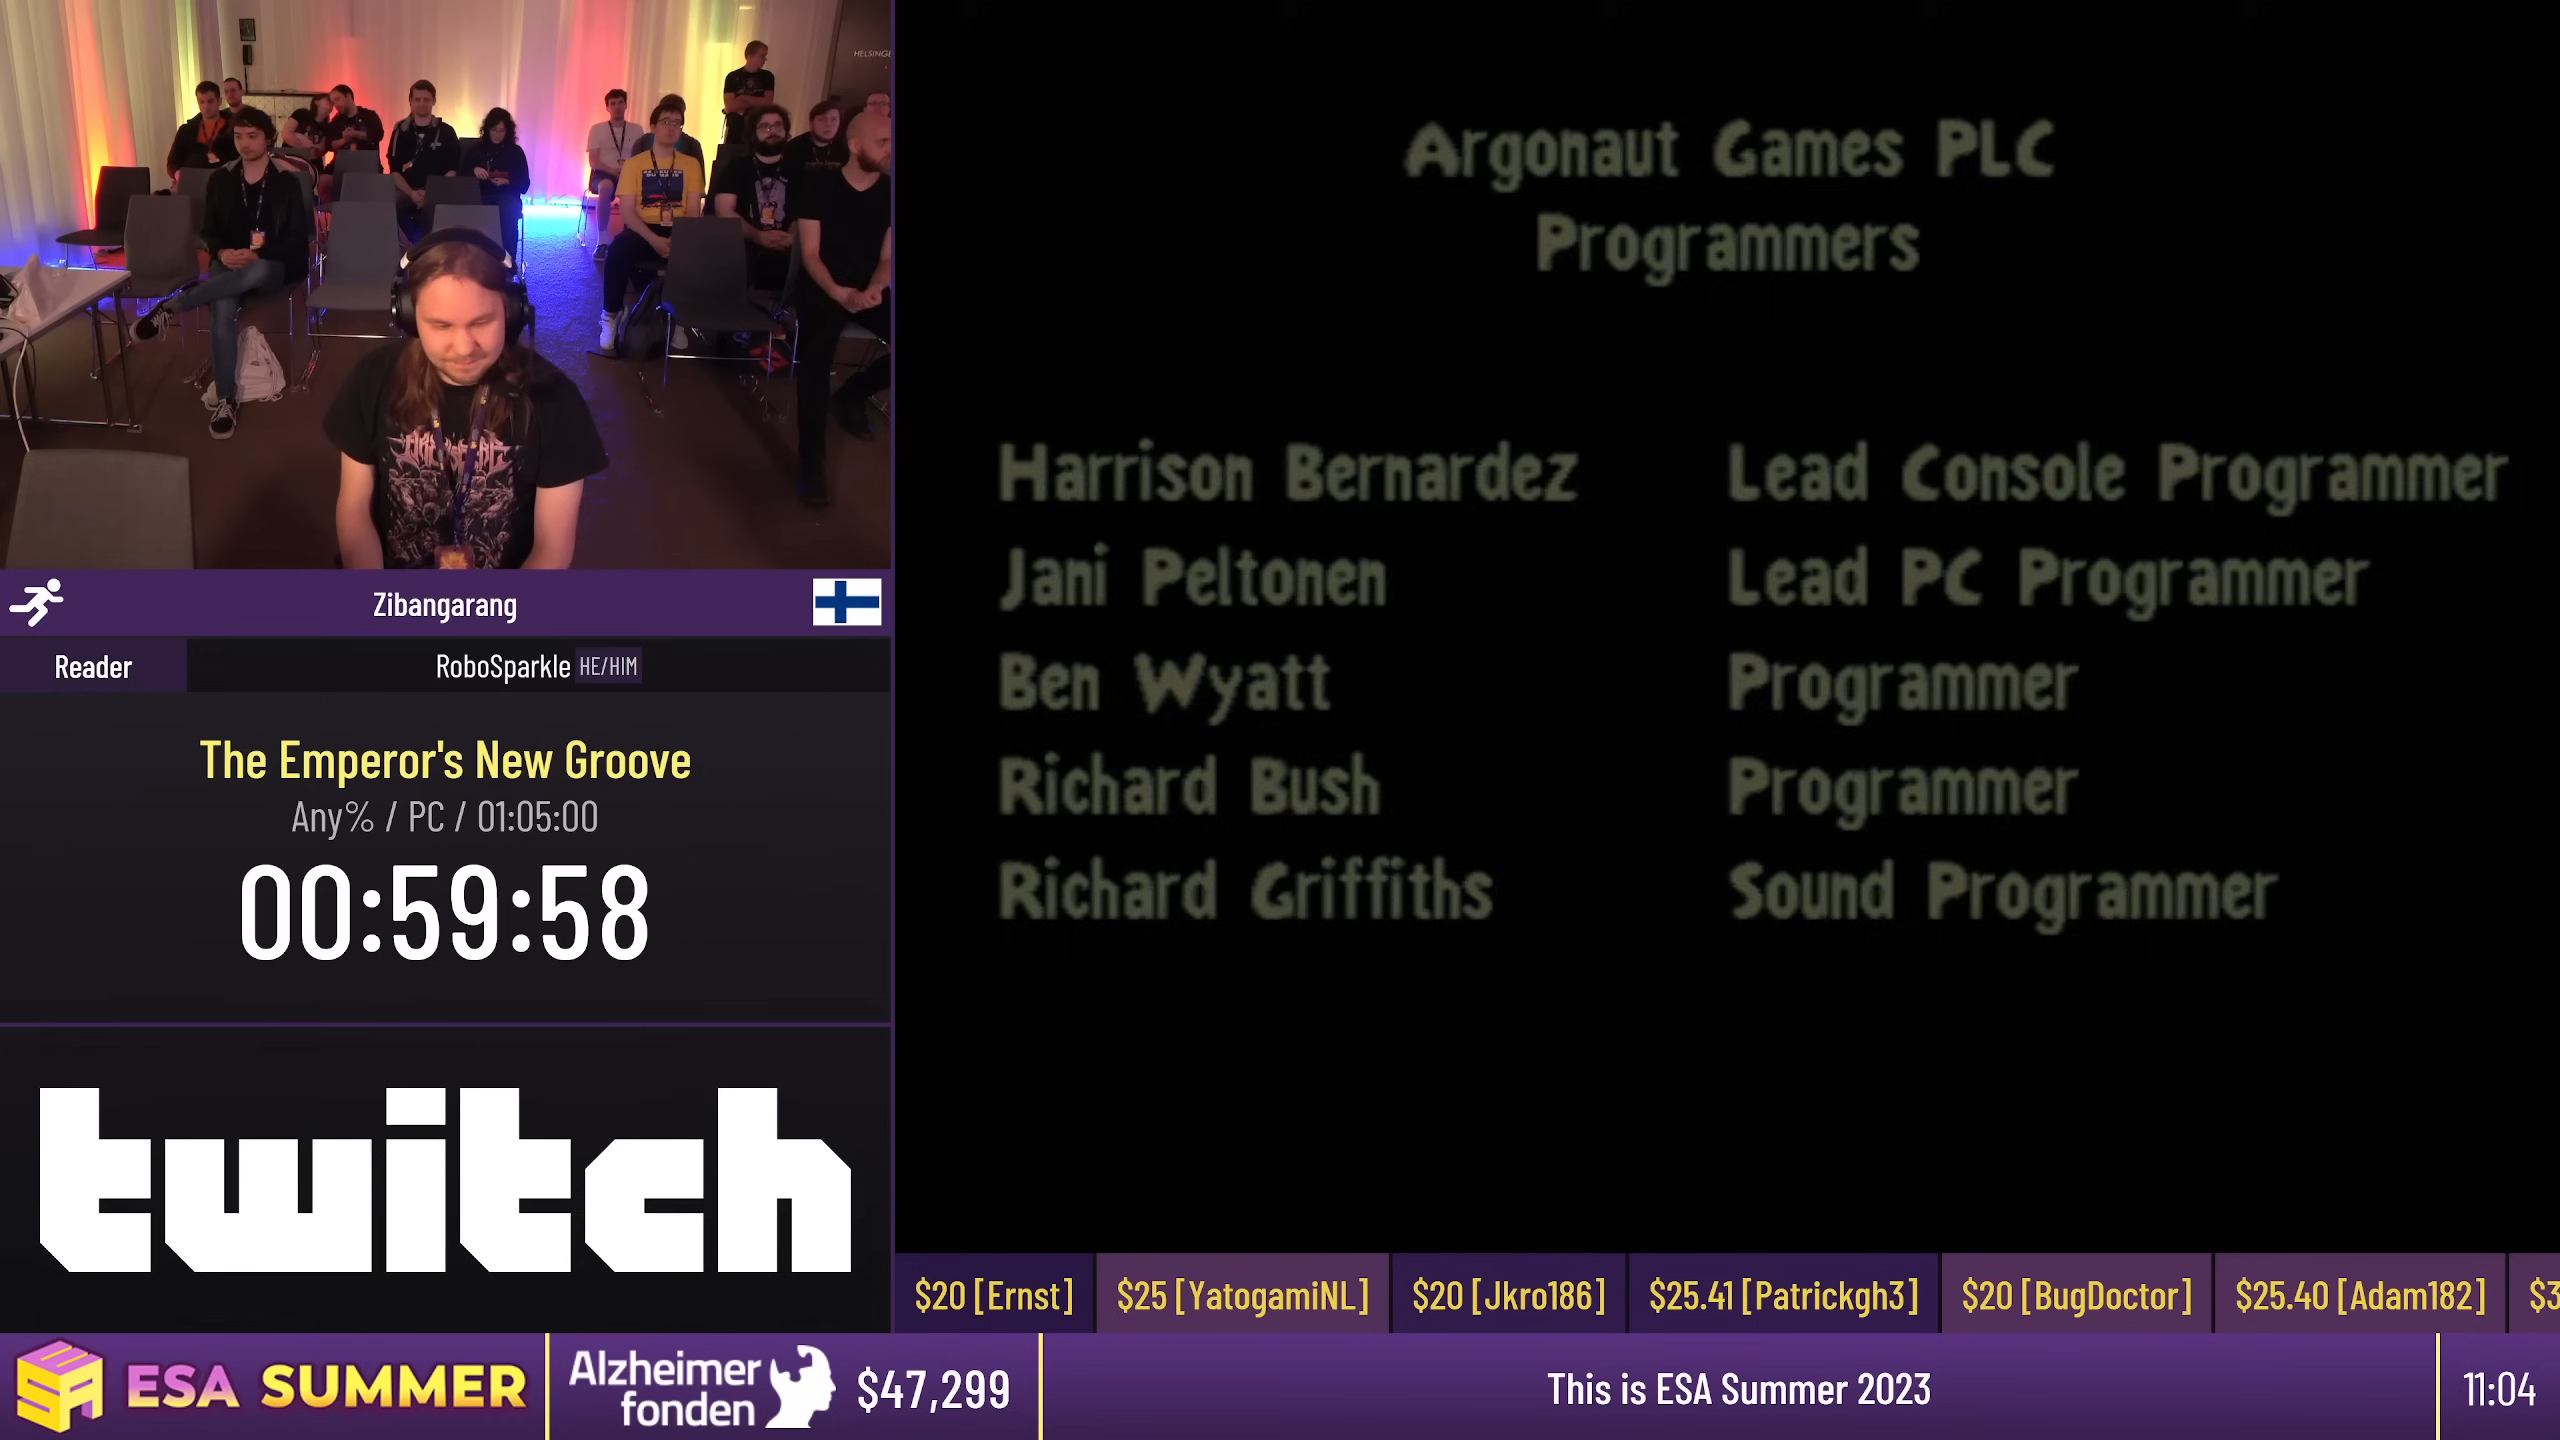 HELSINGB
Zibangarang
Reader
RoboSparkle HE/HIM
The Emperor's New Groove
Any% / PC / 01:05:00
00:59:58
twitch
Argonaut Games PLC
Programmers
Harrison Bernardez Lead Console Programmer
Jani Peltonen Lead PC Programmer
Ben Wyatt Programmer
Richard Bush Programmer
Richard Griffiths Sound Programmer
$20 [Ernst] $25 [YatogamiNL] $20 [Jkro186] $25.41 [Patrickgh3] $20 [BugDoctor] $25.40 [Adam182] $3
ESA SUMMER
Alzheimer
fonden
$47,299
This is ESA Summer 2023
11:04